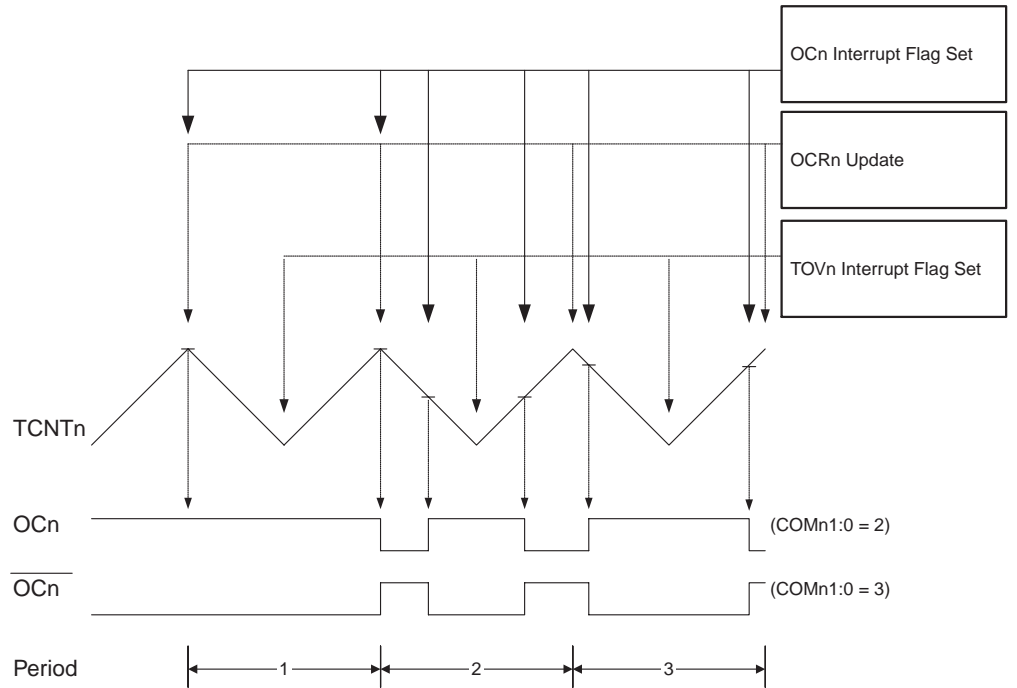 OCn Interrupt Flag Set
OCRn Update
TOVn Interrupt Flag Set
TCNTn
OCn
(COMn1:0 = 2)
OCn
(COMn1:0 = 3)
Period
1
2
3